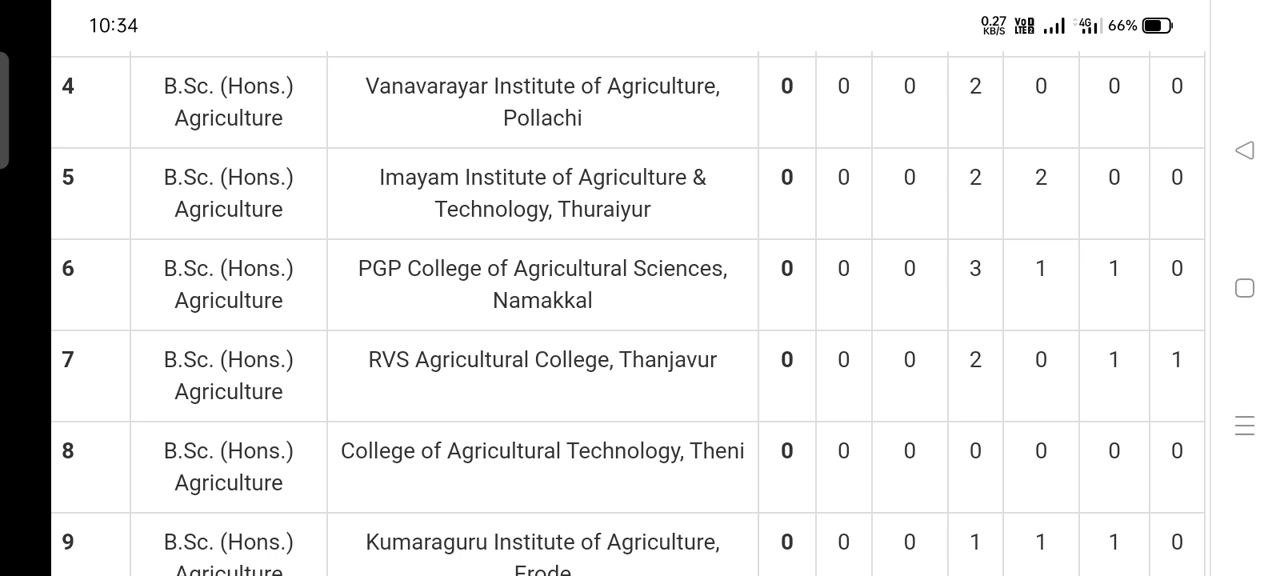 10:34
0.27 KB/S VoD LTE2 4G 66%
4 B.Sc. (Hons.) Vanavarayar Institute of Agriculture, 0 0 0 2 0 0 0
Agriculture Pollachi
5 B.Sc. (Hons.) Imayam Institute of Agriculture & 0 0 0 2 2 0 0
Agriculture Technology, Thuraiyur
6 B.Sc. (Hons.) PGP College of Agricultural Sciences, 0 0 0 3 1 1 0
Agriculture Namakkal
7 B.Sc. (Hons.) RVS Agricultural College, Thanjavur 0 0 0 2 0 1 1
Agriculture
8 B.Sc. (Hons.) College of Agricultural Technology, Theni 0 0 0 0 0 0 0
Agriculture
9 B.Sc. (Hons.) Kumaraguru Institute of Agriculture, 0 0 0 1 1 1 0
Agriculture Erode